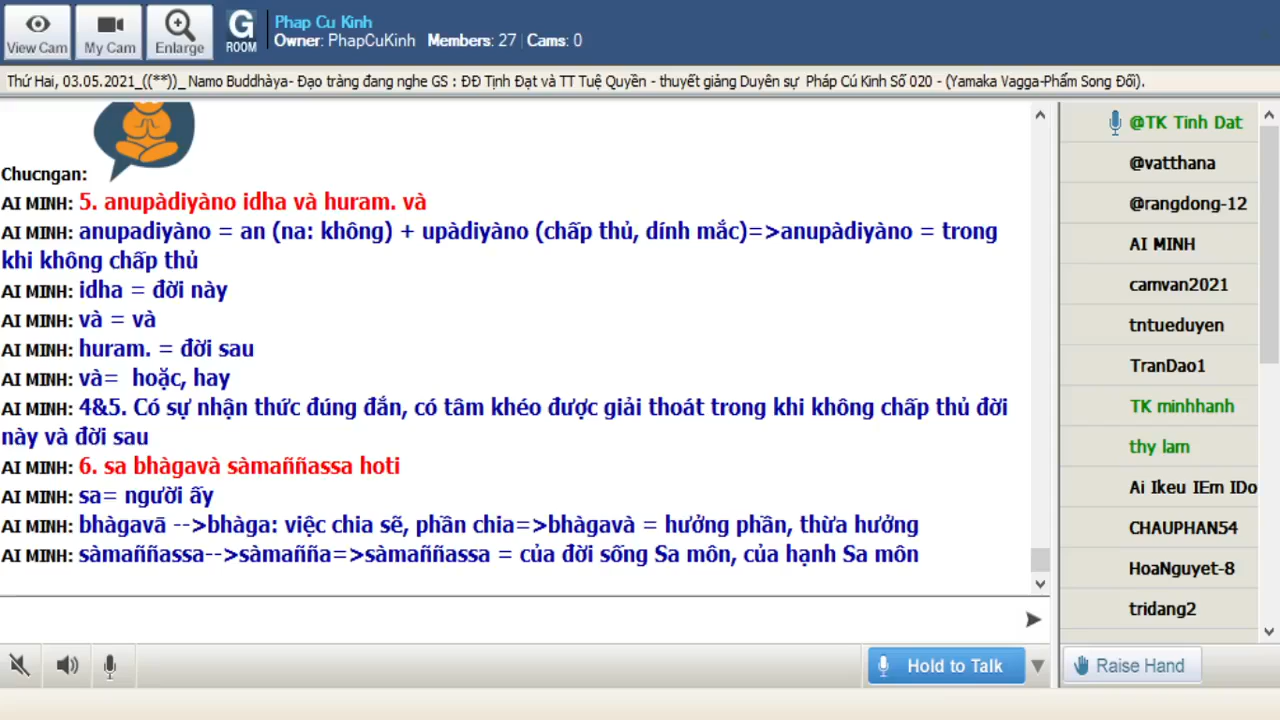 View Cam
My Cam
Enlarge
G
ROOM
Phap Cu Kinh
Owner: PhapCuKinh Members: 27 | Cams: 0
Thứ Hai, 03.05.2021_((**))_ Namo Buddhàya- Đạo tràng đang nghe GS : ĐĐ Tịnh Đạt và TT Tuệ Quyền - thuyết giảng Duyên sự Pháp Cú Kinh Số 020 - (Yamaka Vagga-Phẩm Song Đối).
Chucngan:
AI MINH: 5. anupàdiyàno idha và huram. và
AI MINH: anupadiyàno = an (na: không) + upàdiyàno (chấp thủ, dính mắc)=>anupàdiyàno = trong
khi không chấp thủ
AI MINH: idha = đời này
AI MINH: và = và
AI MINH: huram. = đời sau
AI MINH: và= hoặc, hay
AI MINH: 4&5. Có sự nhận thức đúng đắn, có tâm khéo được giải thoát trong khi không chấp thủ đời
này và đời sau
AI MINH: 6. sa bhàgavà sàmaññassa hoti
AI MINH: sa= người ấy
AI MINH: bhàgavā -->bhàga: việc chia sẽ, phần chia=>bhàgavà = hưởng phần, thừa hưởng
AI MINH: sàmaññassa-->sàmañña=>sàmaññassa = của đời sống Sa môn, của hạnh Sa môn
@TK Tinh Dat
@vatthana
@rangdong-12
AI MINH
camvan2021
tntueduyen
TranDao1
TK minhhanh
thy lam
Ai Ikeu IEm IDo
CHAUPHAN54
HoaNguyet-8
tridang2
Hold to Talk
Raise Hand